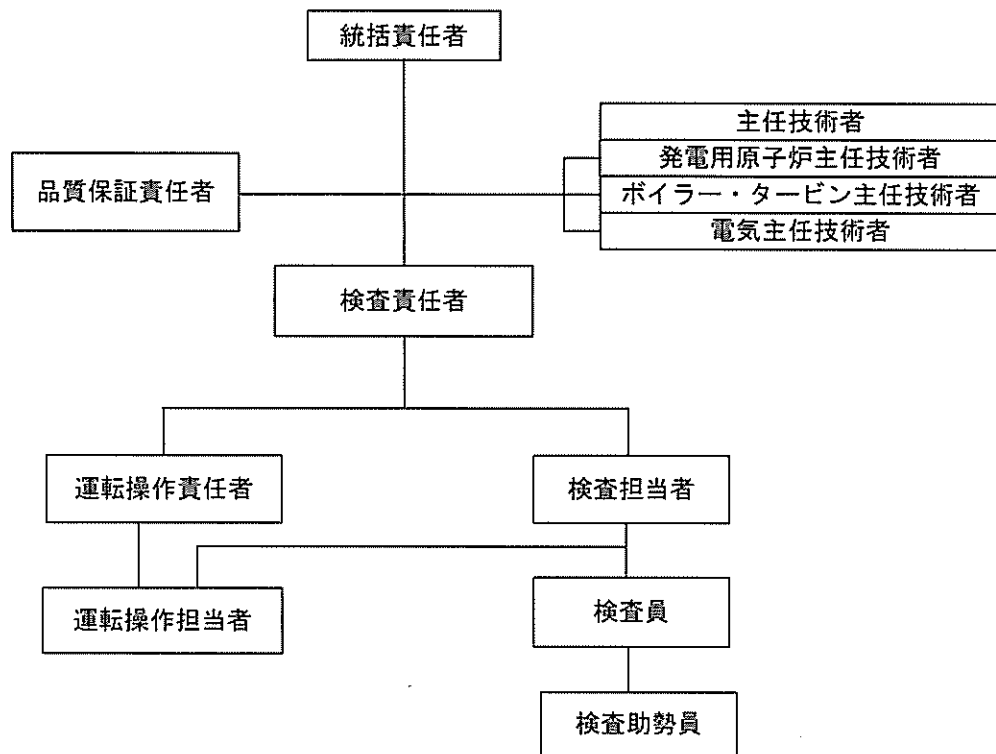 統括責任者
主任技術者
発電用原子炉主任技術者
品質保証責任者
ボイラー・タービン主任技術者
電気主任技術者
検査責任者
運転操作責任者
検査担当者
運転操作担当者
検査員
検査助勢員